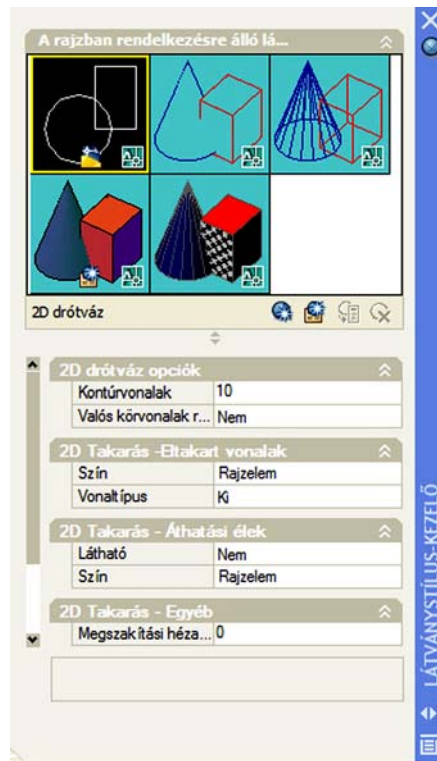 A rajzban rendelkezésre álló lá...
2D drótváz
2D drótváz opciók
Kontúrvonalak 10
Valós körvonalak r... Nem
2D Takarás -Eltakart vonalak
Szín Rajzelem
Vonaltípus Ki
2D Takarás - Áthatási élek
Látható Nem
Szín Rajzelem
2D Takarás - Egyéb
Megszakítási héza... 0
LÁTVÁNYSTÍLUS-KEZELŐ